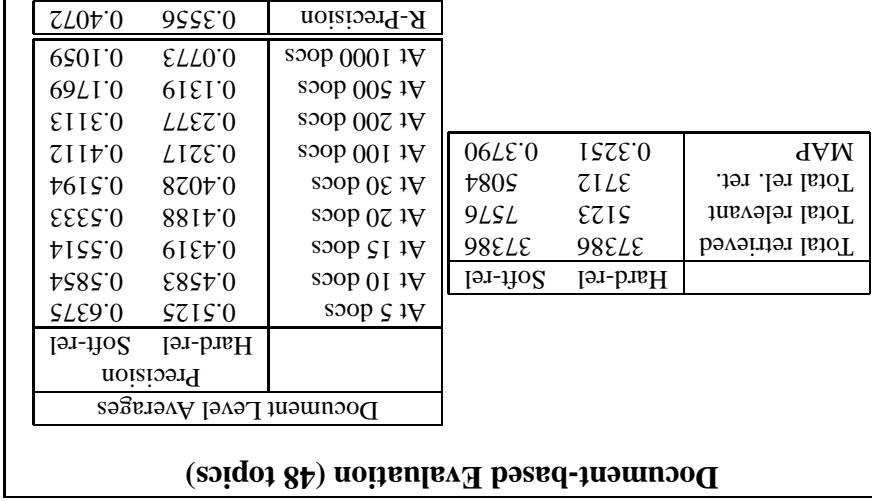 Document-based Evaluation (48 topics)
Hard-rel Soft-rel
Total retrieved 37386 37386
Total relevant 5123 7576
Total rel. ret. 3712 5084
MAP 0.3251 0.3790
Document Level Averages
Precision
Hard-rel Soft-rel
At 5 docs 0.5125 0.6375
At 10 docs 0.4583 0.5854
At 15 docs 0.4319 0.5514
At 20 docs 0.4188 0.5333
At 30 docs 0.4028 0.5194
At 100 docs 0.3217 0.4112
At 200 docs 0.2377 0.3113
At 500 docs 0.1319 0.1769
At 1000 docs 0.0773 0.1059
R-Precision 0.3556 0.4072